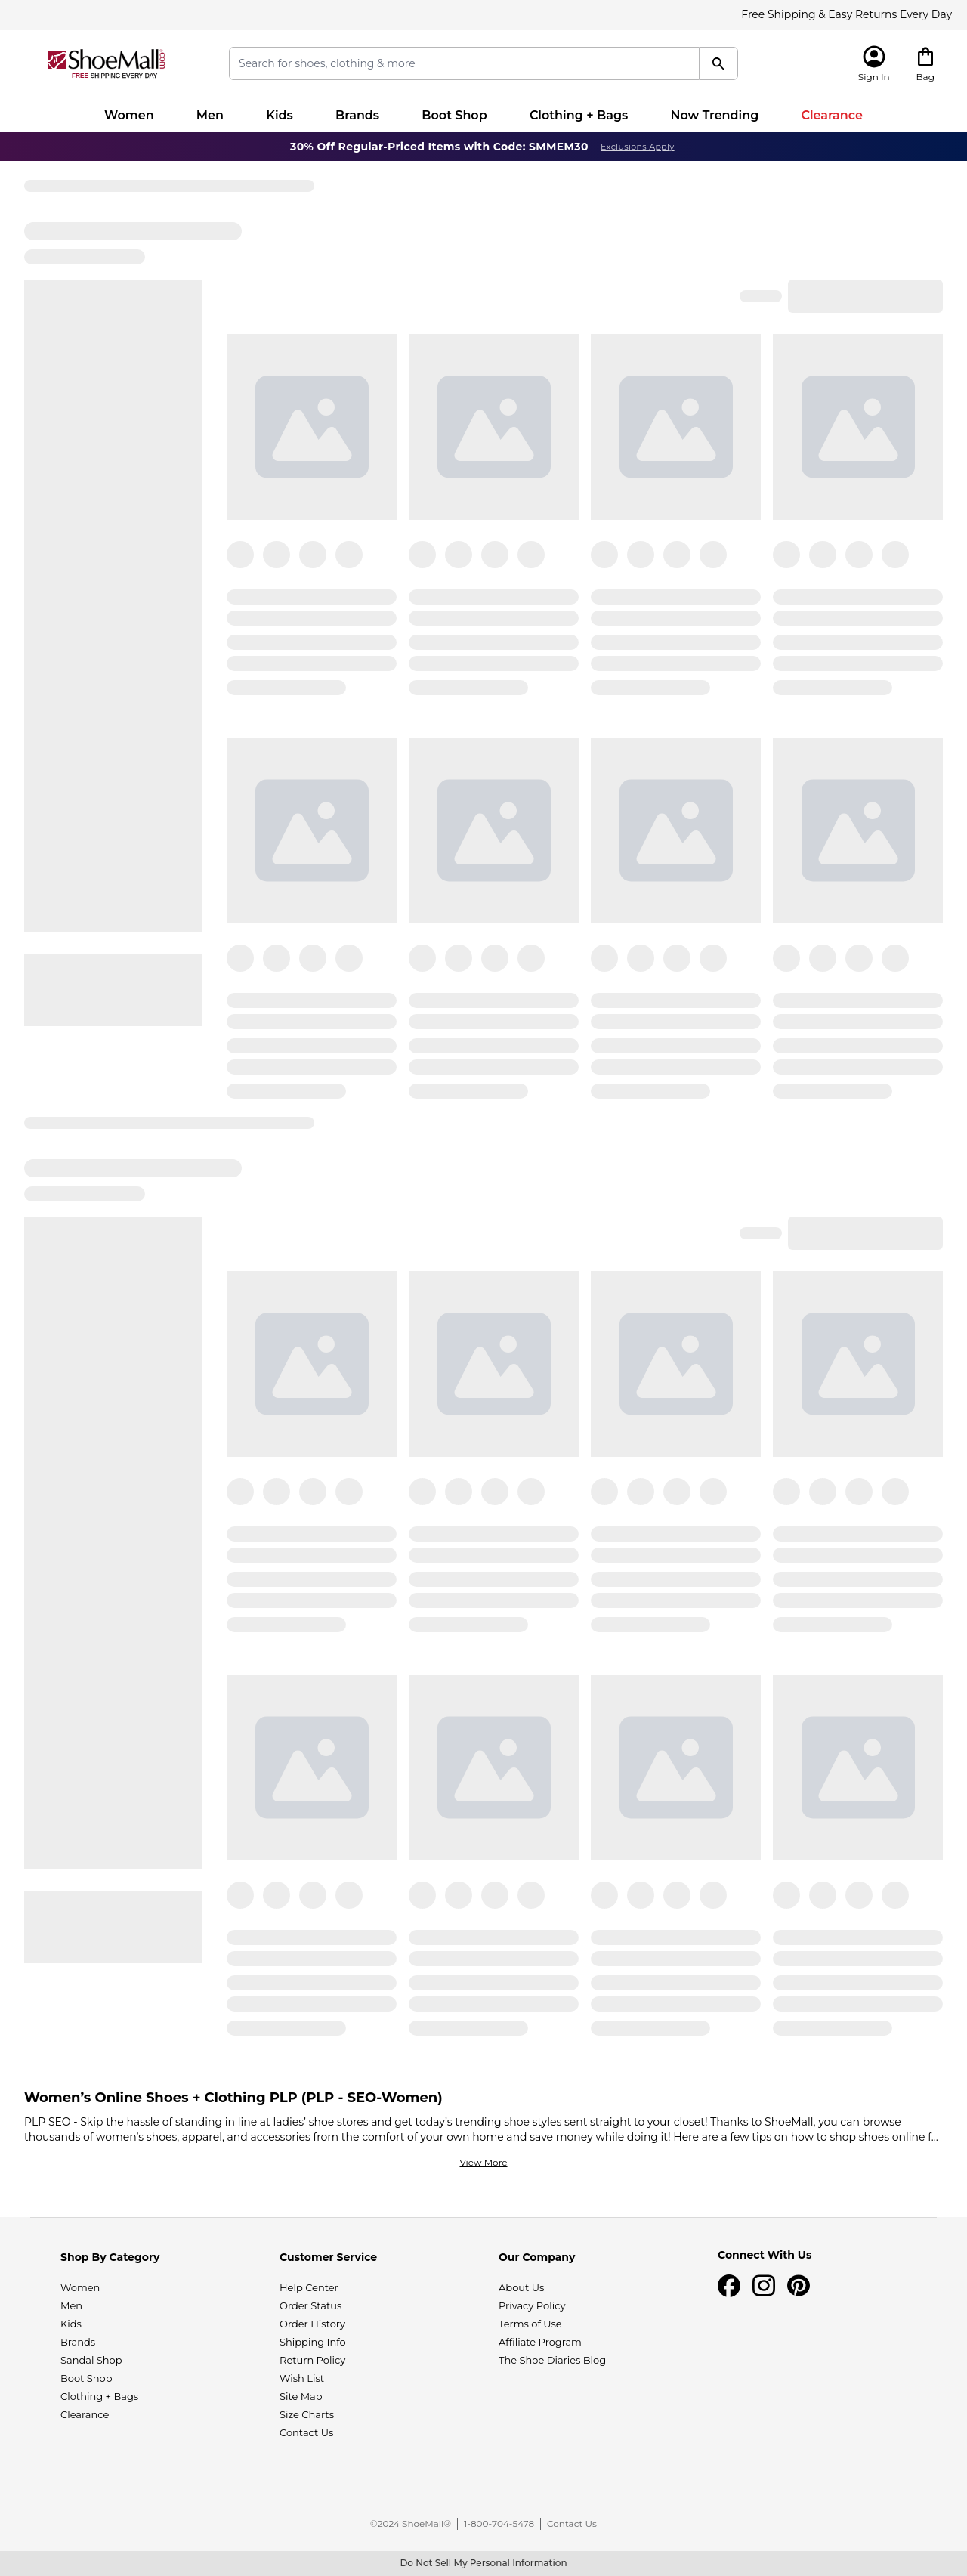 Free Shipping & Easy Returns Every Day
ShoeMall.com
FREE SHIPPING EVERY DAY
Search for shoes, clothing & more
Sign In
Bag
Women Men Kids Brands Boot Shop Clothing + Bags Now Trending Clearance
30% Off Regular-Priced Items with Code: SMMEM30 Exclusions Apply
Women’s Online Shoes + Clothing PLP (PLP - SEO-Women)
PLP SEO - Skip the hassle of standing in line at ladies’ shoe stores and get today’s trending shoe styles sent straight to your closet! Thanks to ShoeMall, you can browse
thousands of women’s shoes, apparel, and accessories from the comfort of your own home and save money while doing it! Here are a few tips on how to shop shoes online f...
View More
Shop By Category
Women
Men
Kids
Brands
Sandal Shop
Boot Shop
Clothing + Bags
Clearance
Customer Service
Help Center
Order Status
Order History
Shipping Info
Return Policy
Wish List
Site Map
Size Charts
Contact Us
Our Company
About Us
Privacy Policy
Terms of Use
Affiliate Program
The Shoe Diaries Blog
Connect With Us
©2024 ShoeMall® | 1-800-704-5478 | Contact Us
Do Not Sell My Personal Information